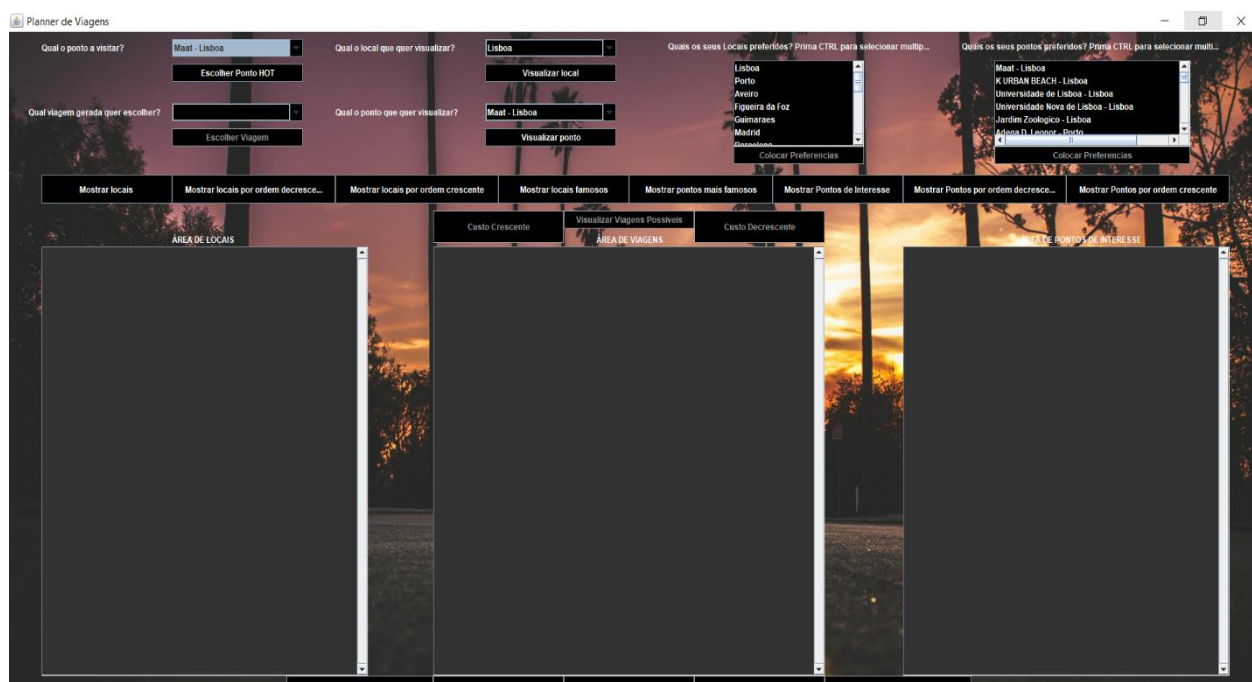 Planner de Viagens
Qual o ponto a visitar?
Maat - Lisboa
Qual o local que quer visualizar?
Lisboa
Quais os seus Locais preferidos? Prima CTRL para selecionar multip...
Quais os seus pontos preferidos? Prima CTRL para selecionar multi...
Escolher Ponto HOT
Visualizar local
Lisboa
Porto
Aveiro
Figueira da Foz
Guimaraes
Madrid
Barcelona
Maat - Lisboa
K URBAN BEACH - Lisboa
Universidade de Lisboa - Lisboa
Universidade Nova de Lisboa - Lisboa
Jardim Zoologico - Lisboa
Adega D. Leonor - Porto
Qual viagem gerada quer escolher?
Qual o ponto que quer visualizar?
Maat - Lisboa
Escolher Viagem
Visualizar ponto
Colocar Preferencias
Colocar Preferencias
Mostrar locais
Mostrar locais por ordem decresce...
Mostrar locais por ordem crescente
Mostrar locais famosos
Mostrar pontos mais famosos
Mostrar Pontos de Interesse
Mostrar Pontos por ordem decresce...
Mostrar Pontos por ordem crescente
Custo Crescente
Visualizar Viagens Possiveis
Custo Decrescente
ÁREA DE LOCAIS
ÁREA DE VIAGENS
ÁREA DE PONTOS DE INTERESSE